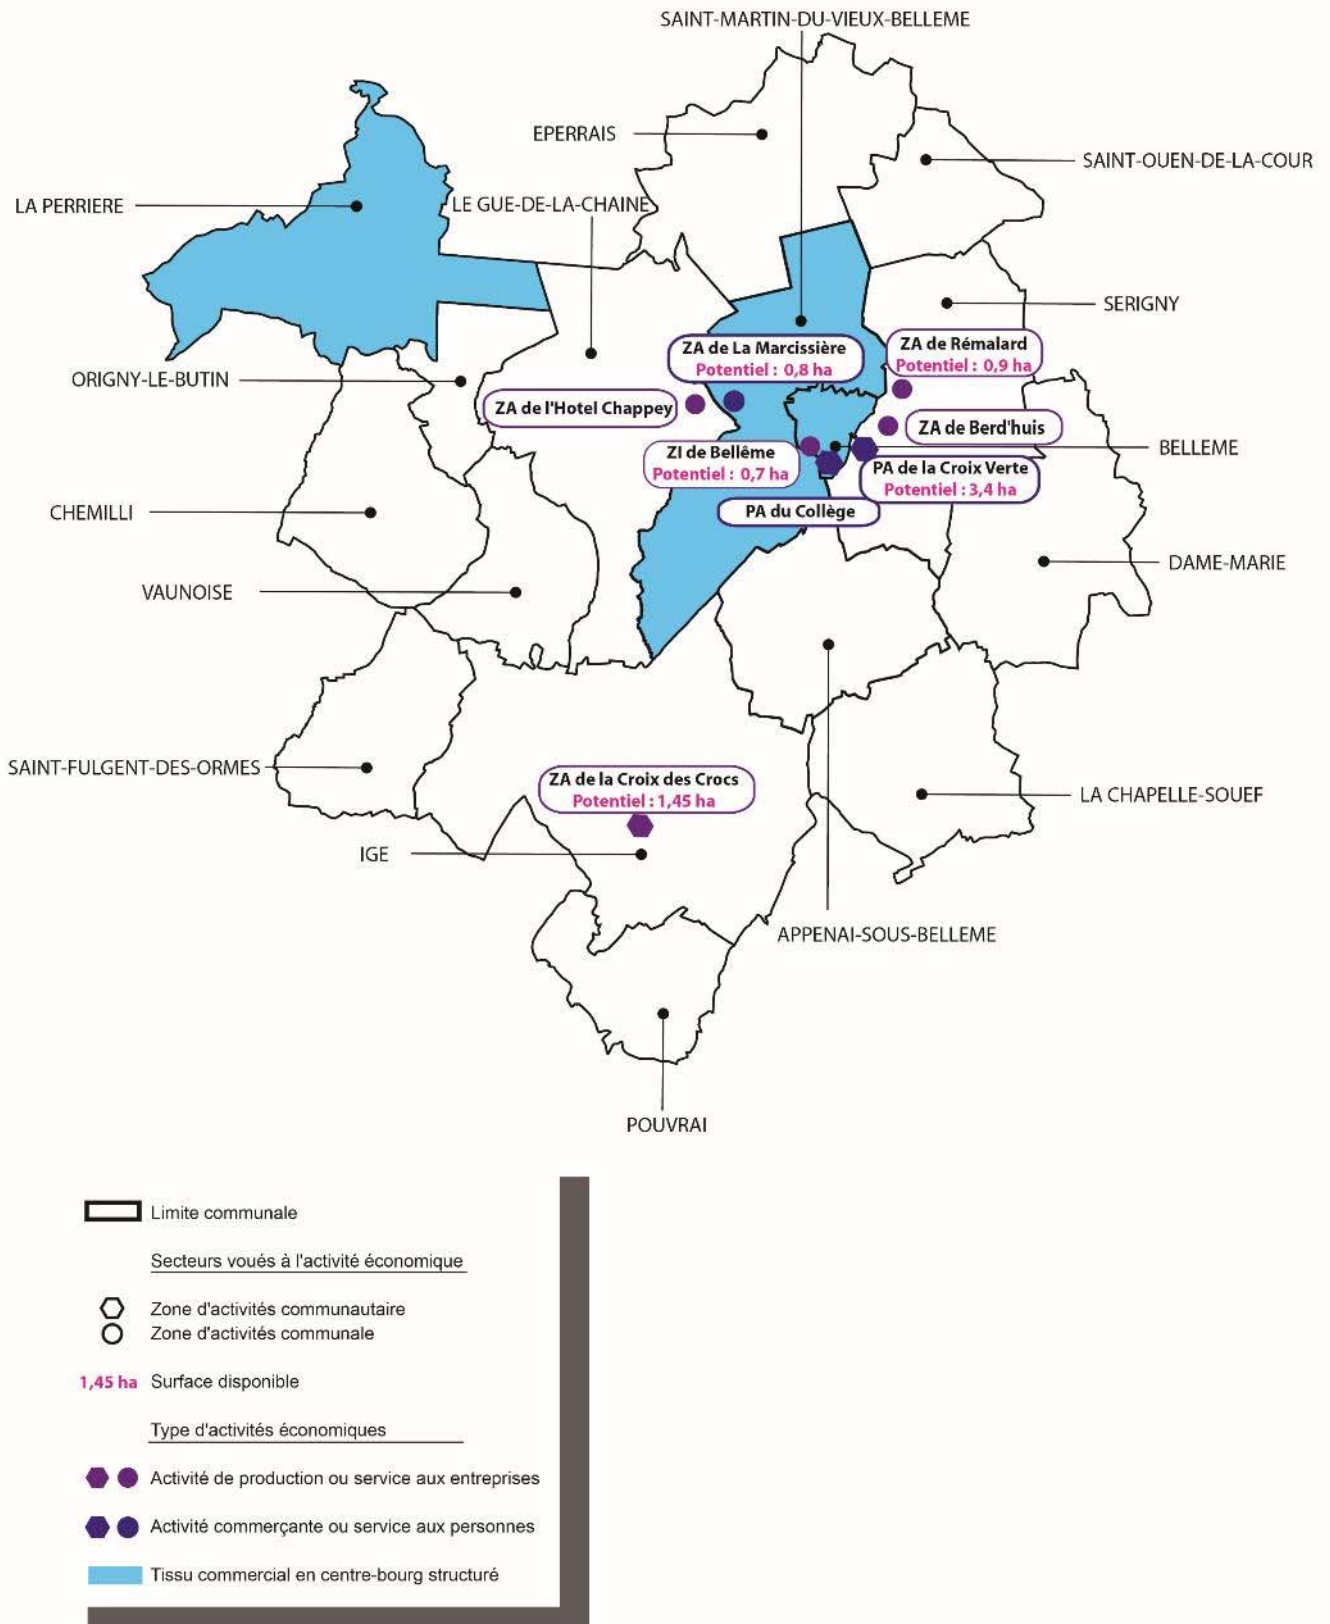 SAINT-MARTIN-DU-VIEUX-BELLEME
EPERRAIS
SAINT-OUEN-DE-LA-COUR
LA PERRIERE
LE GUE-DE-LA-CHAINE
SERIGNY
ZA de La Marcissière
Potentiel : 0,8 ha
ZA de Rémalard
Potentiel : 0,9 ha
ORIGNY-LE-BUTIN
ZA de l'Hotel Chappey
ZA de Berd'huis
BELLEME
ZI de Bellême
Potentiel : 0,7 ha
PA de la Croix Verte
Potentiel : 3,4 ha
CHEMILLI
PA du Collège
DAME-MARIE
VAUNOISE
SAINT-FULGENT-DES-ORMES
ZA de la Croix des Crocs
Potentiel : 1,45 ha
LA CHAPELLE-SOUEF
IGE
APPENAI-SOUS-BELLEME
POUVRAI
Limite communale
Secteurs voués à l'activité économique
Zone d'activités communautaire
Zone d'activités communale
1,45 ha Surface disponible
Type d'activités économiques
Activité de production ou service aux entreprises
Activité commerçante ou service aux personnes
Tissu commercial en centre-bourg structuré